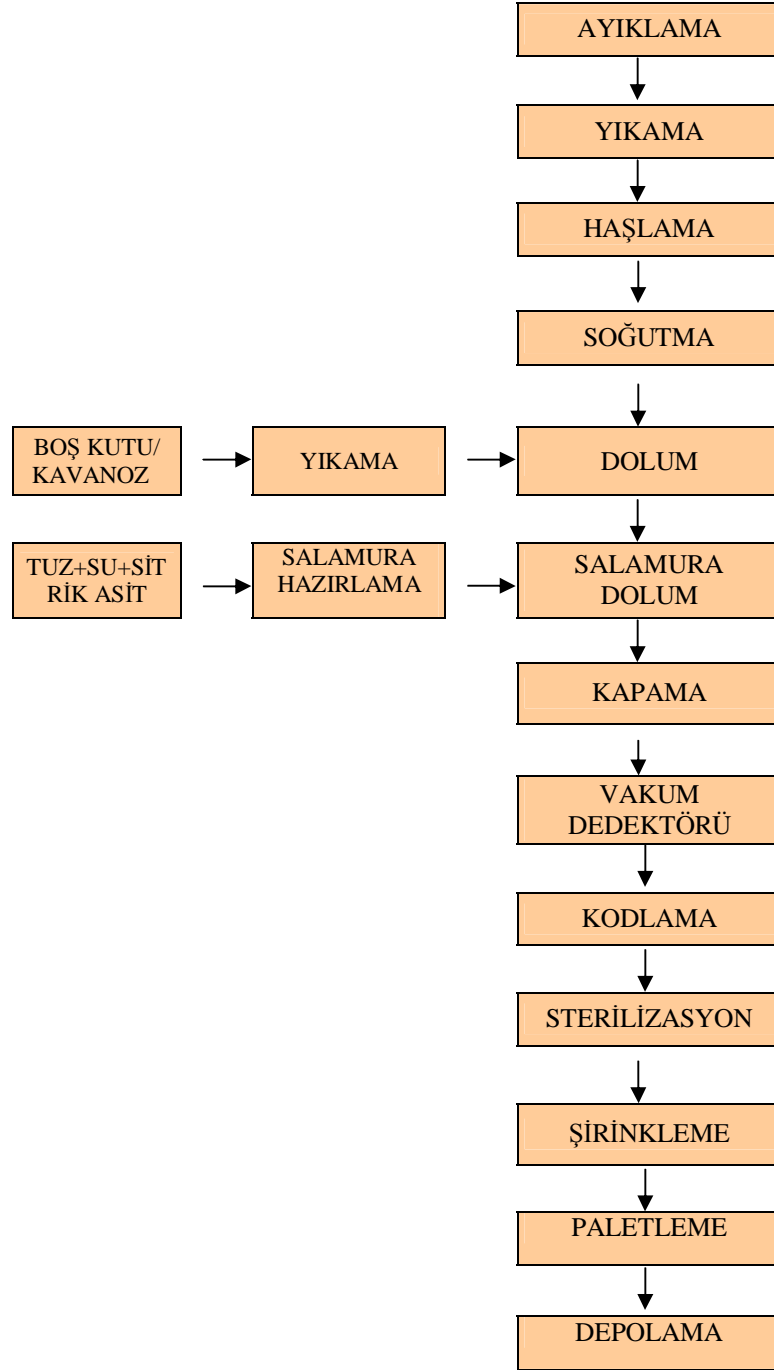 AYIKLAMA
YIKAMA
HAŞLAMA
SOĞUTMA
BOŞ KUTU/
KAVANOZ
YIKAMA
DOLUM
TUZ+SU+SİT
RİK ASİT
SALAMURA
HAZIRLAMA
SALAMURA
DOLUM
KAPAMA
VAKUM
DEDEKTÖRÜ
KODLAMA
STERİLİZASYON
ŞİRİNKLEME
PALETLEME
DEPOLAMA